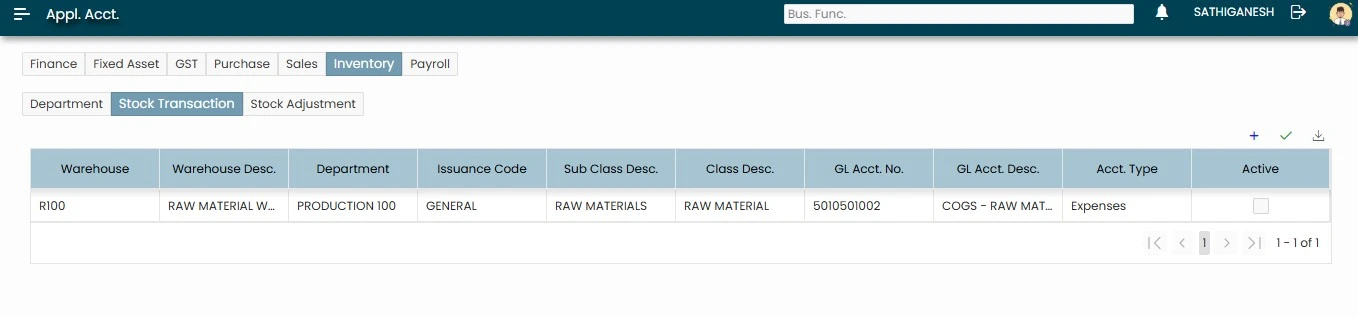 Appl. Acct. Bus. Func. SATHIGANESH
Finance Fixed Asset GST Purchase Sales Inventory Payroll
Department Stock Transaction Stock Adjustment
Warehouse Warehouse Desc. Department Issuance Code Sub Class Desc. Class Desc. GL Acct. No. GL Acct. Desc. Acct. Type Active
R100 RAW MATERIAL W... PRODUCTION 100 GENERAL RAW MATERIALS RAW MATERIAL 5010501002 COGS - RAW MAT... Expenses
1 1 - 1 of 1